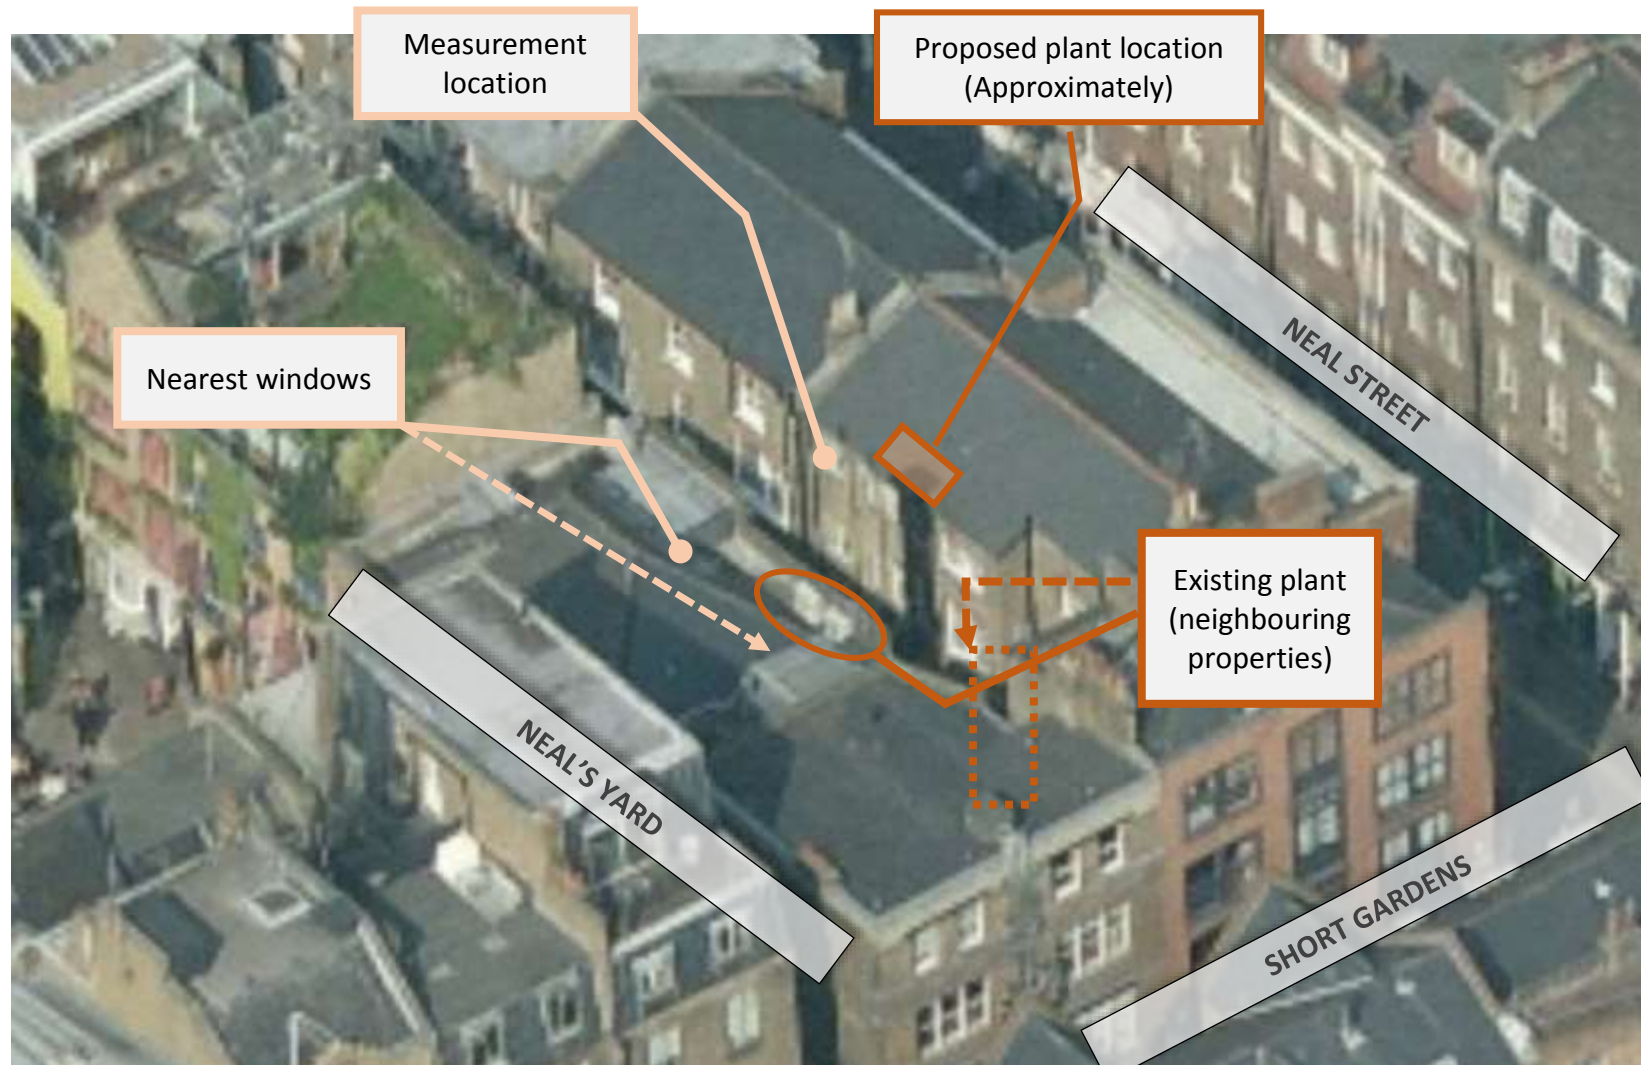 Measurement
location
Proposed plant location
(Approximately)
NEAL STREET
Nearest windows
Existing plant
(neighbouring
properties)
NEAL'S YARD
SHORT GARDENS